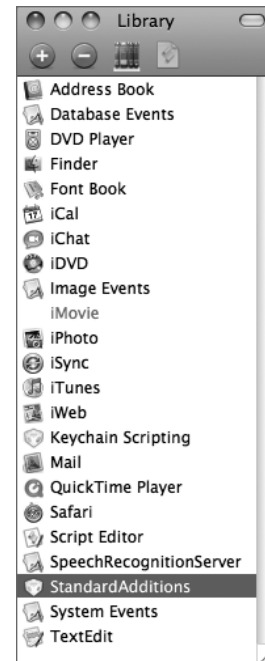 Library
Address Book
Database Events
DVD Player
Finder
Font Book
17
iCal
iChat
iDVD
Image Events
iMovie
iPhoto
iSync
iTunes
iWeb
Keychain Scripting
Mail
QuickTime Player
Safari
Script Editor
SpeechRecognitionServer
StandardAdditions
System Events
TextEdit